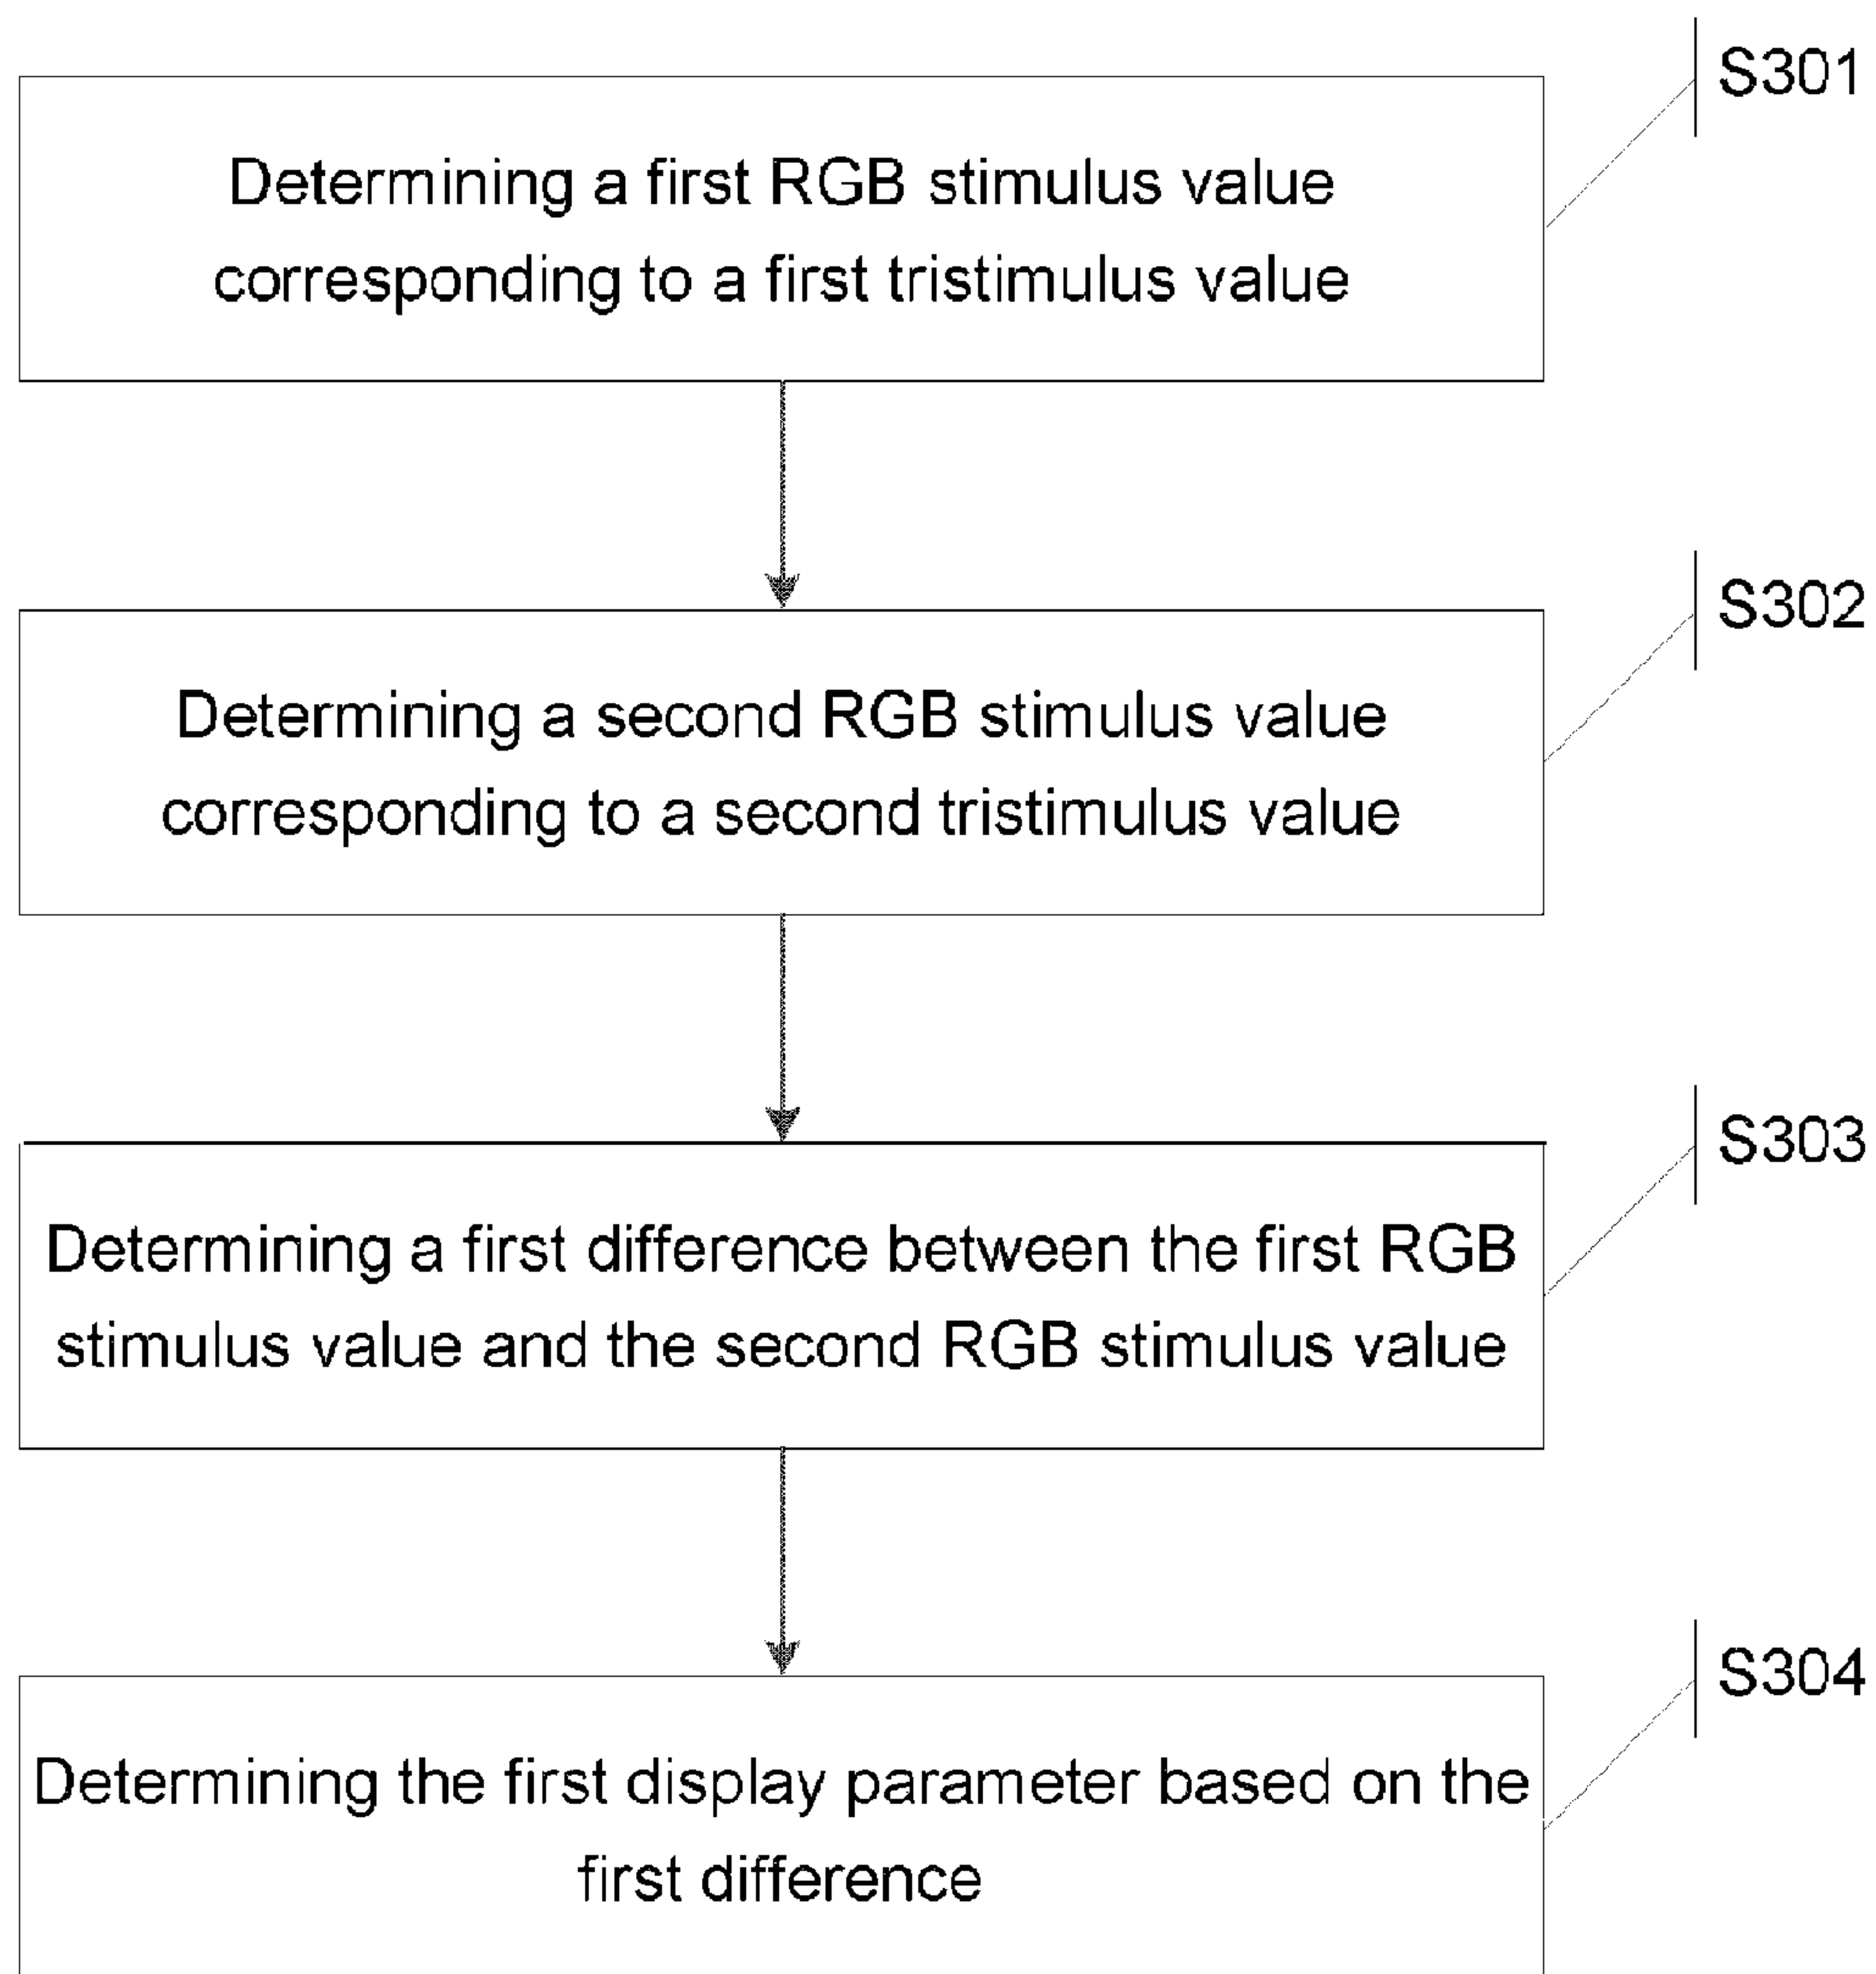 S301
Determining a first RGB stimulus value
corresponding to a first tristimulus value
S302
Determining a second RGB stimulus value
corresponding to a second tristimulus value
S303
Determining a first difference between the first RGB
stimulus value and the second RGB stimulus value
S304
Determining the first display parameter based on the
first difference